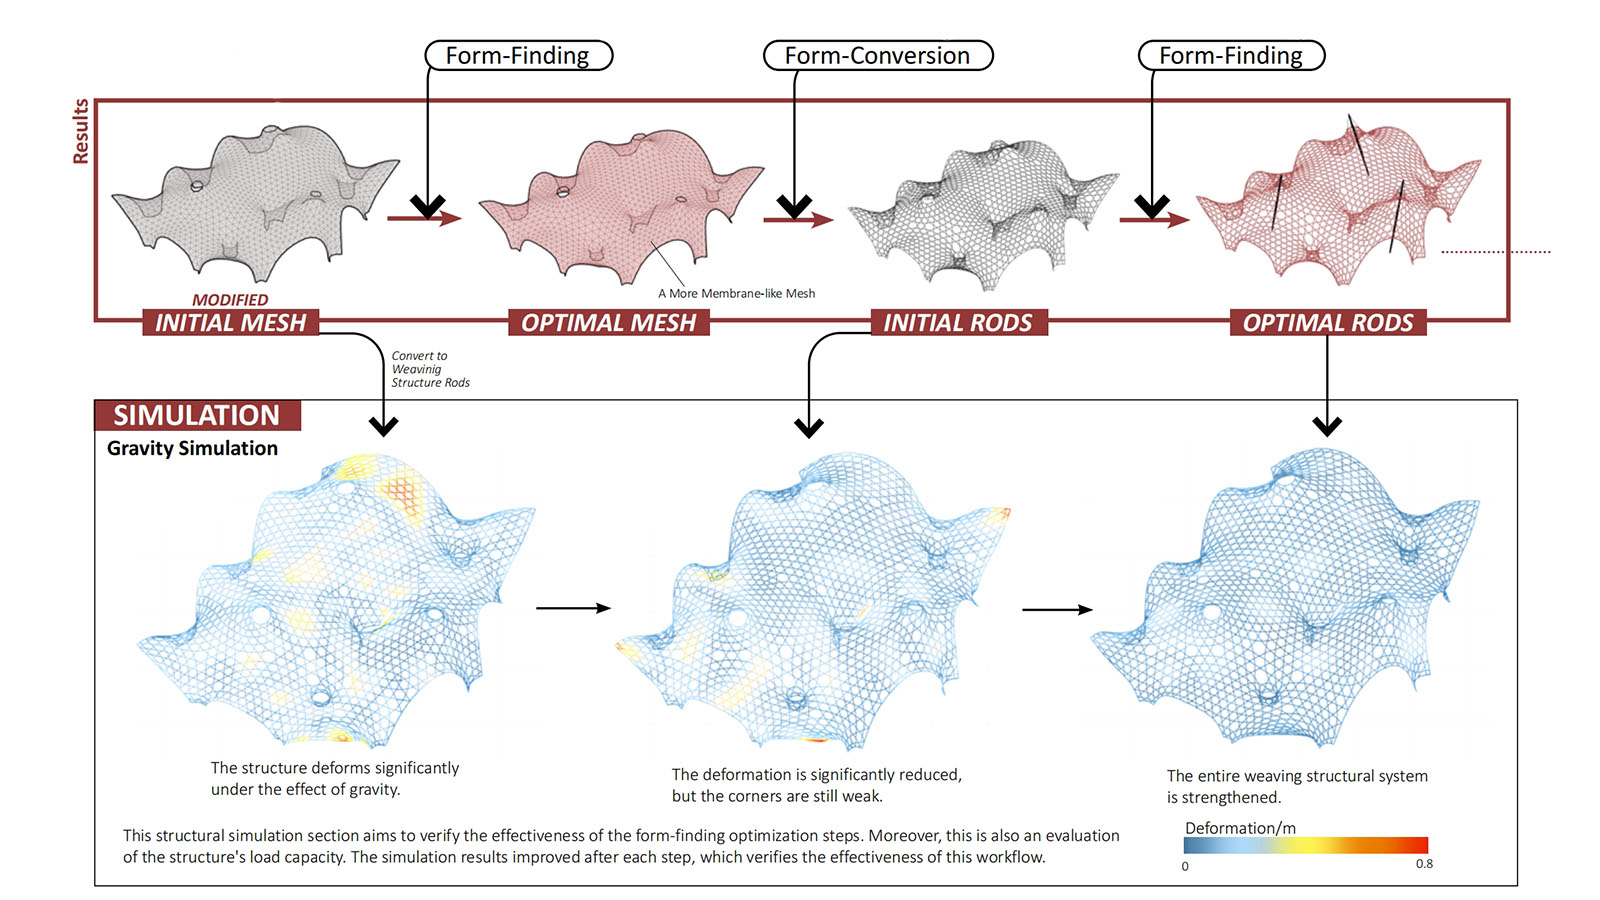 Form-Finding
Form-Conversion
Form-Finding
Results
A More Membrane-like Mesh
MODIFIED
INITIAL MESH
OPTIMAL MESH
INITIAL RODS
OPTIMAL RODS
Convert to
Weavinig
Structure Rods
SIMULATION
Gravity Simulation
The structure deforms significantly
under the effect of gravity.
The deformation is significantly reduced,
but the corners are still weak.
The entire weaving structural system
is strengthened.
This structural simulation section aims to verify the effectiveness of the form-finding optimization steps. Moreover, this is also an evaluation
of the structure's load capacity. The simulation results improved after each step, which verifies the effectiveness of this workflow.
Deformation/m
0
0.8